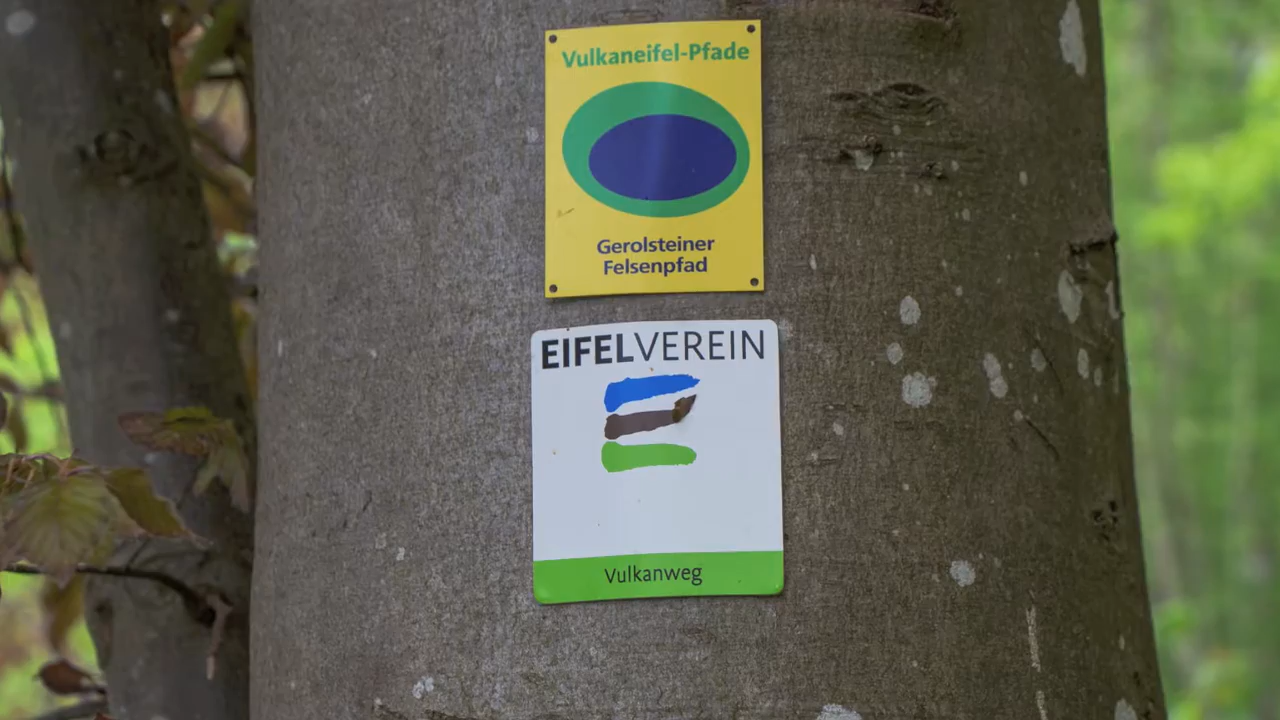 Vulkaneifel-Pfade
Gerolsteiner
Felsenpfad
EIFELVEREIN
Vulkanweg